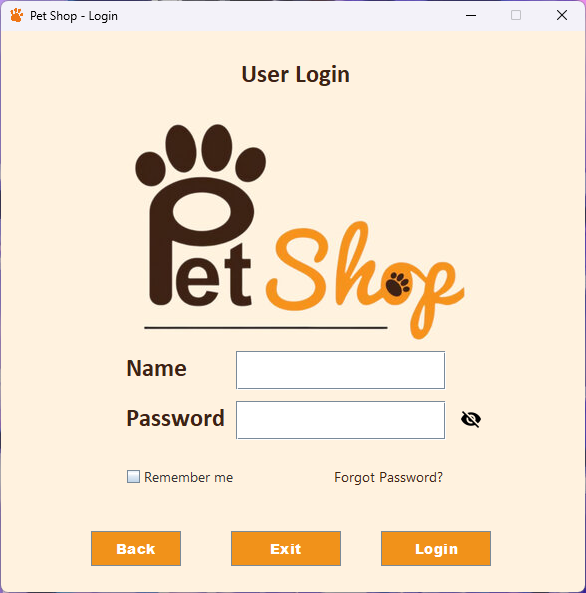 Pet Shop - Login
User Login
Pet Shop
Name
Password
Remember me Forgot Password?
Back Exit Login